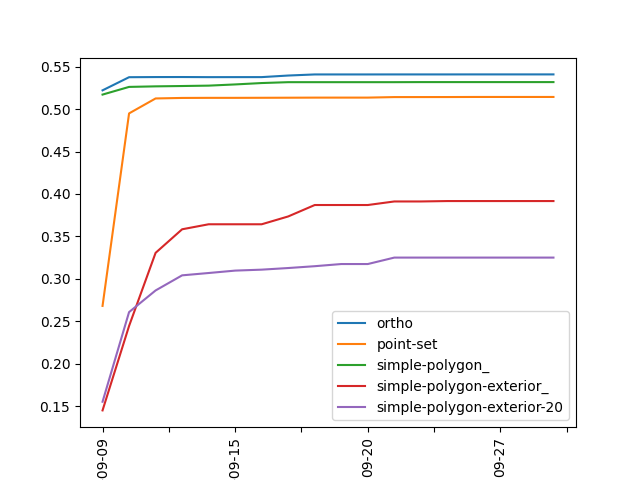 0.55
0.50
0.45
0.40
0.35
0.30
0.25
0.20
0.15
ortho
point-set
simple-polygon_
simple-polygon-exterior_
simple-polygon-exterior-20
09-09
09-15
09-20
09-27